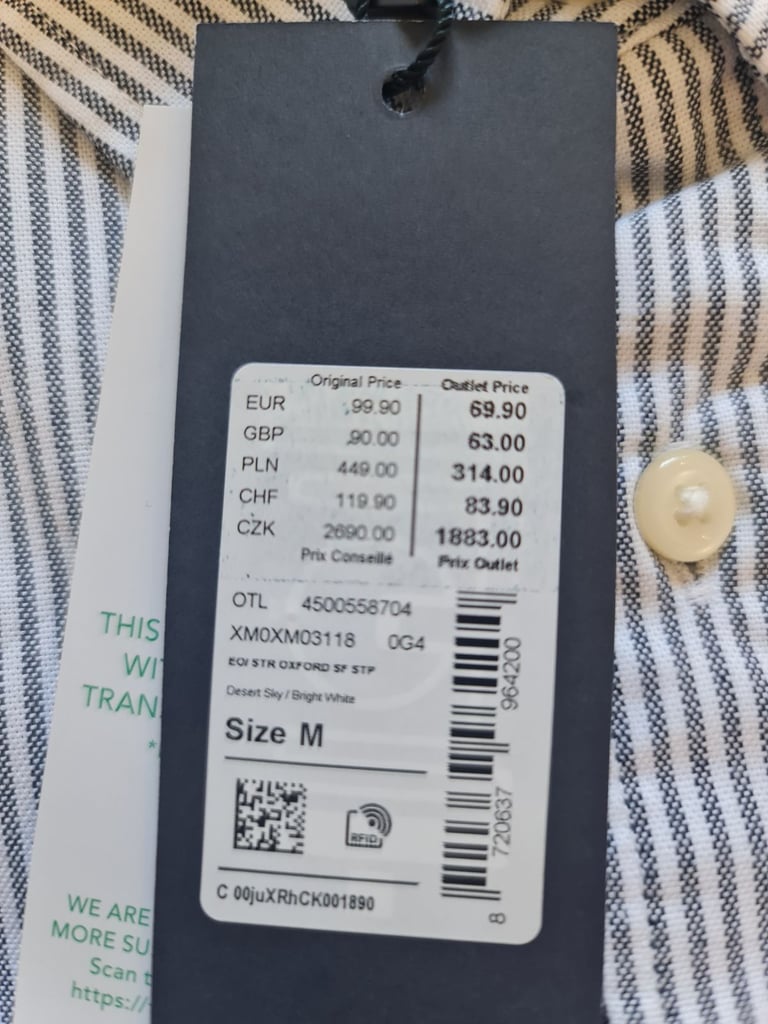 Original Price Outlet Price
EUR 99.90 69.90
GBP 90.00 63.00
PLN 449.00 314.00
CHF 119.90 83.90
CZK 2690.00 1883.00
Prix Conseillé Prix Outlet
OTL 4500558704
XM0XM03118 0G4
EOI STR OXFORD SF STP
Desert Sky / Bright White
Size M
RFID
C 00juXRhCK001890
8 720637 964200
THIS
WI
TRAN
*
WE ARE
MORE SU
Scan t
https://